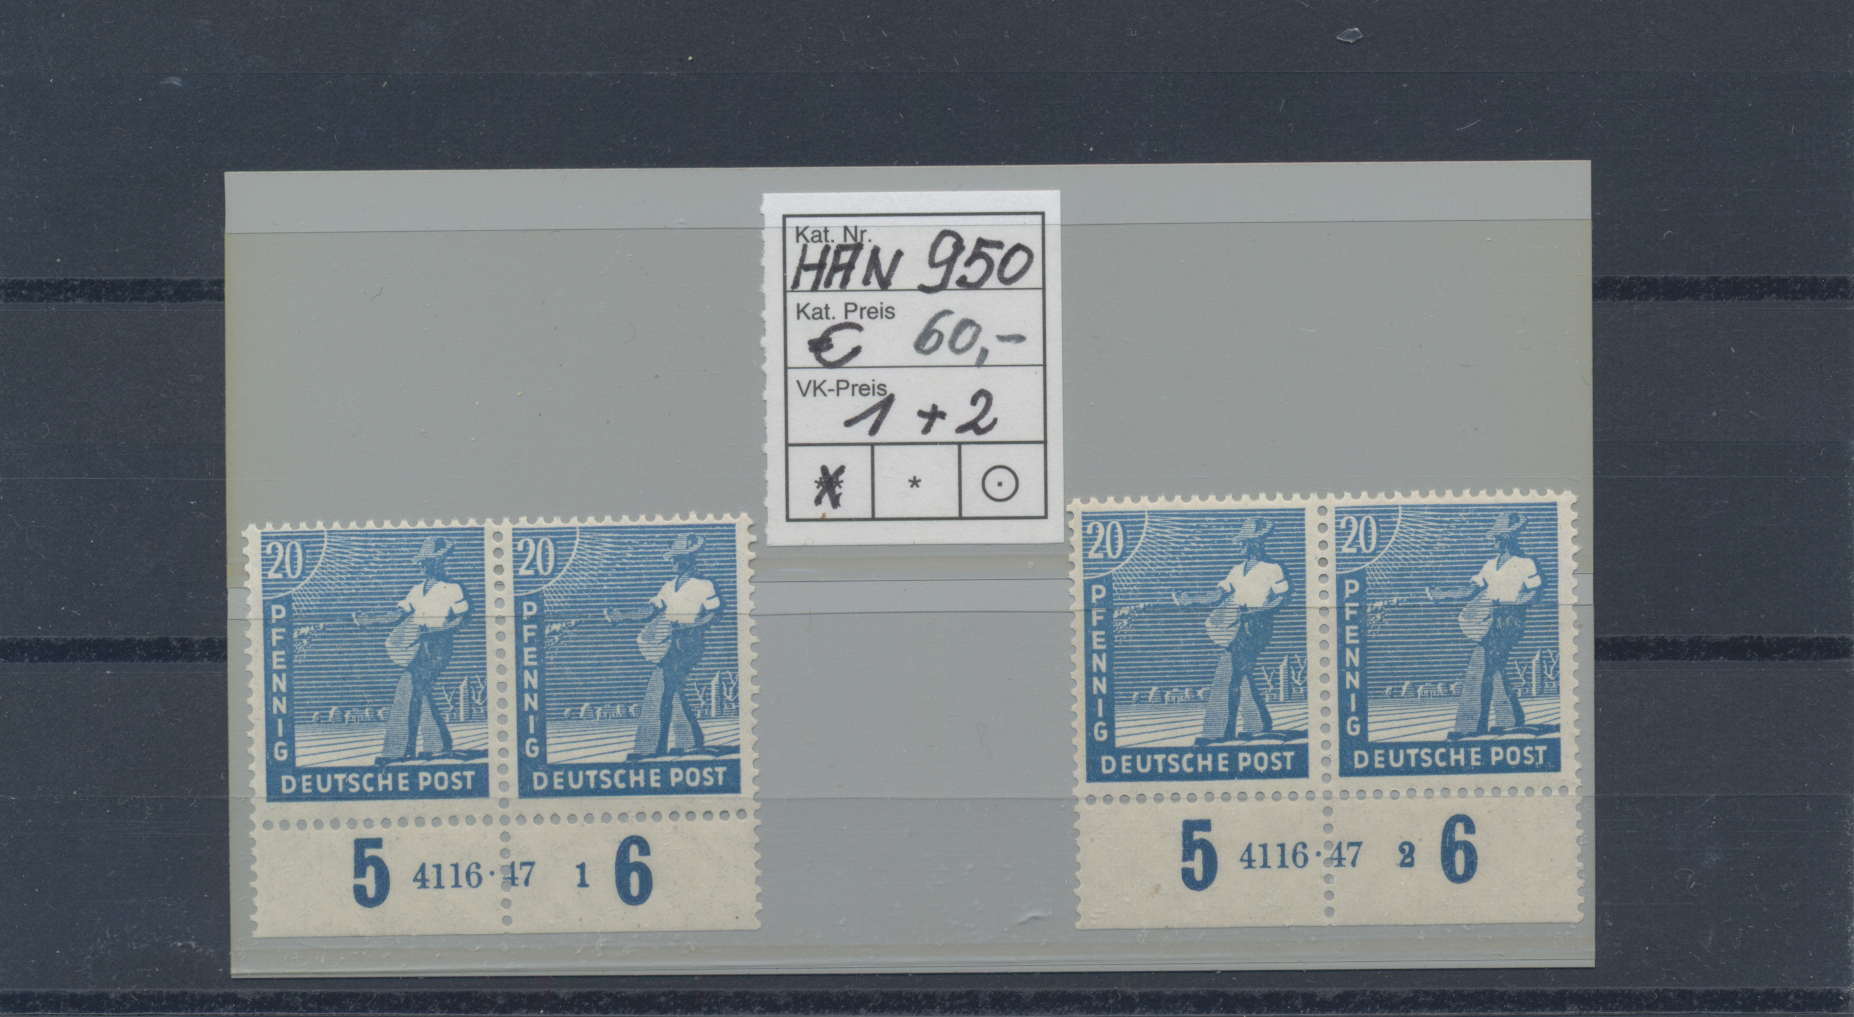 Kat. Nr.
HAN 950
Kat. Preis
€ 60,-
VK-Preis
1 + 2
20
PFENNIG
DEUTSCHE POST
20
PFENNIG
DEUTSCHE POST
5 4116·47 1 6
20
PFENNIG
DEUTSCHE POST
20
PFENNIG
DEUTSCHE POST
5 4116·47 2 6